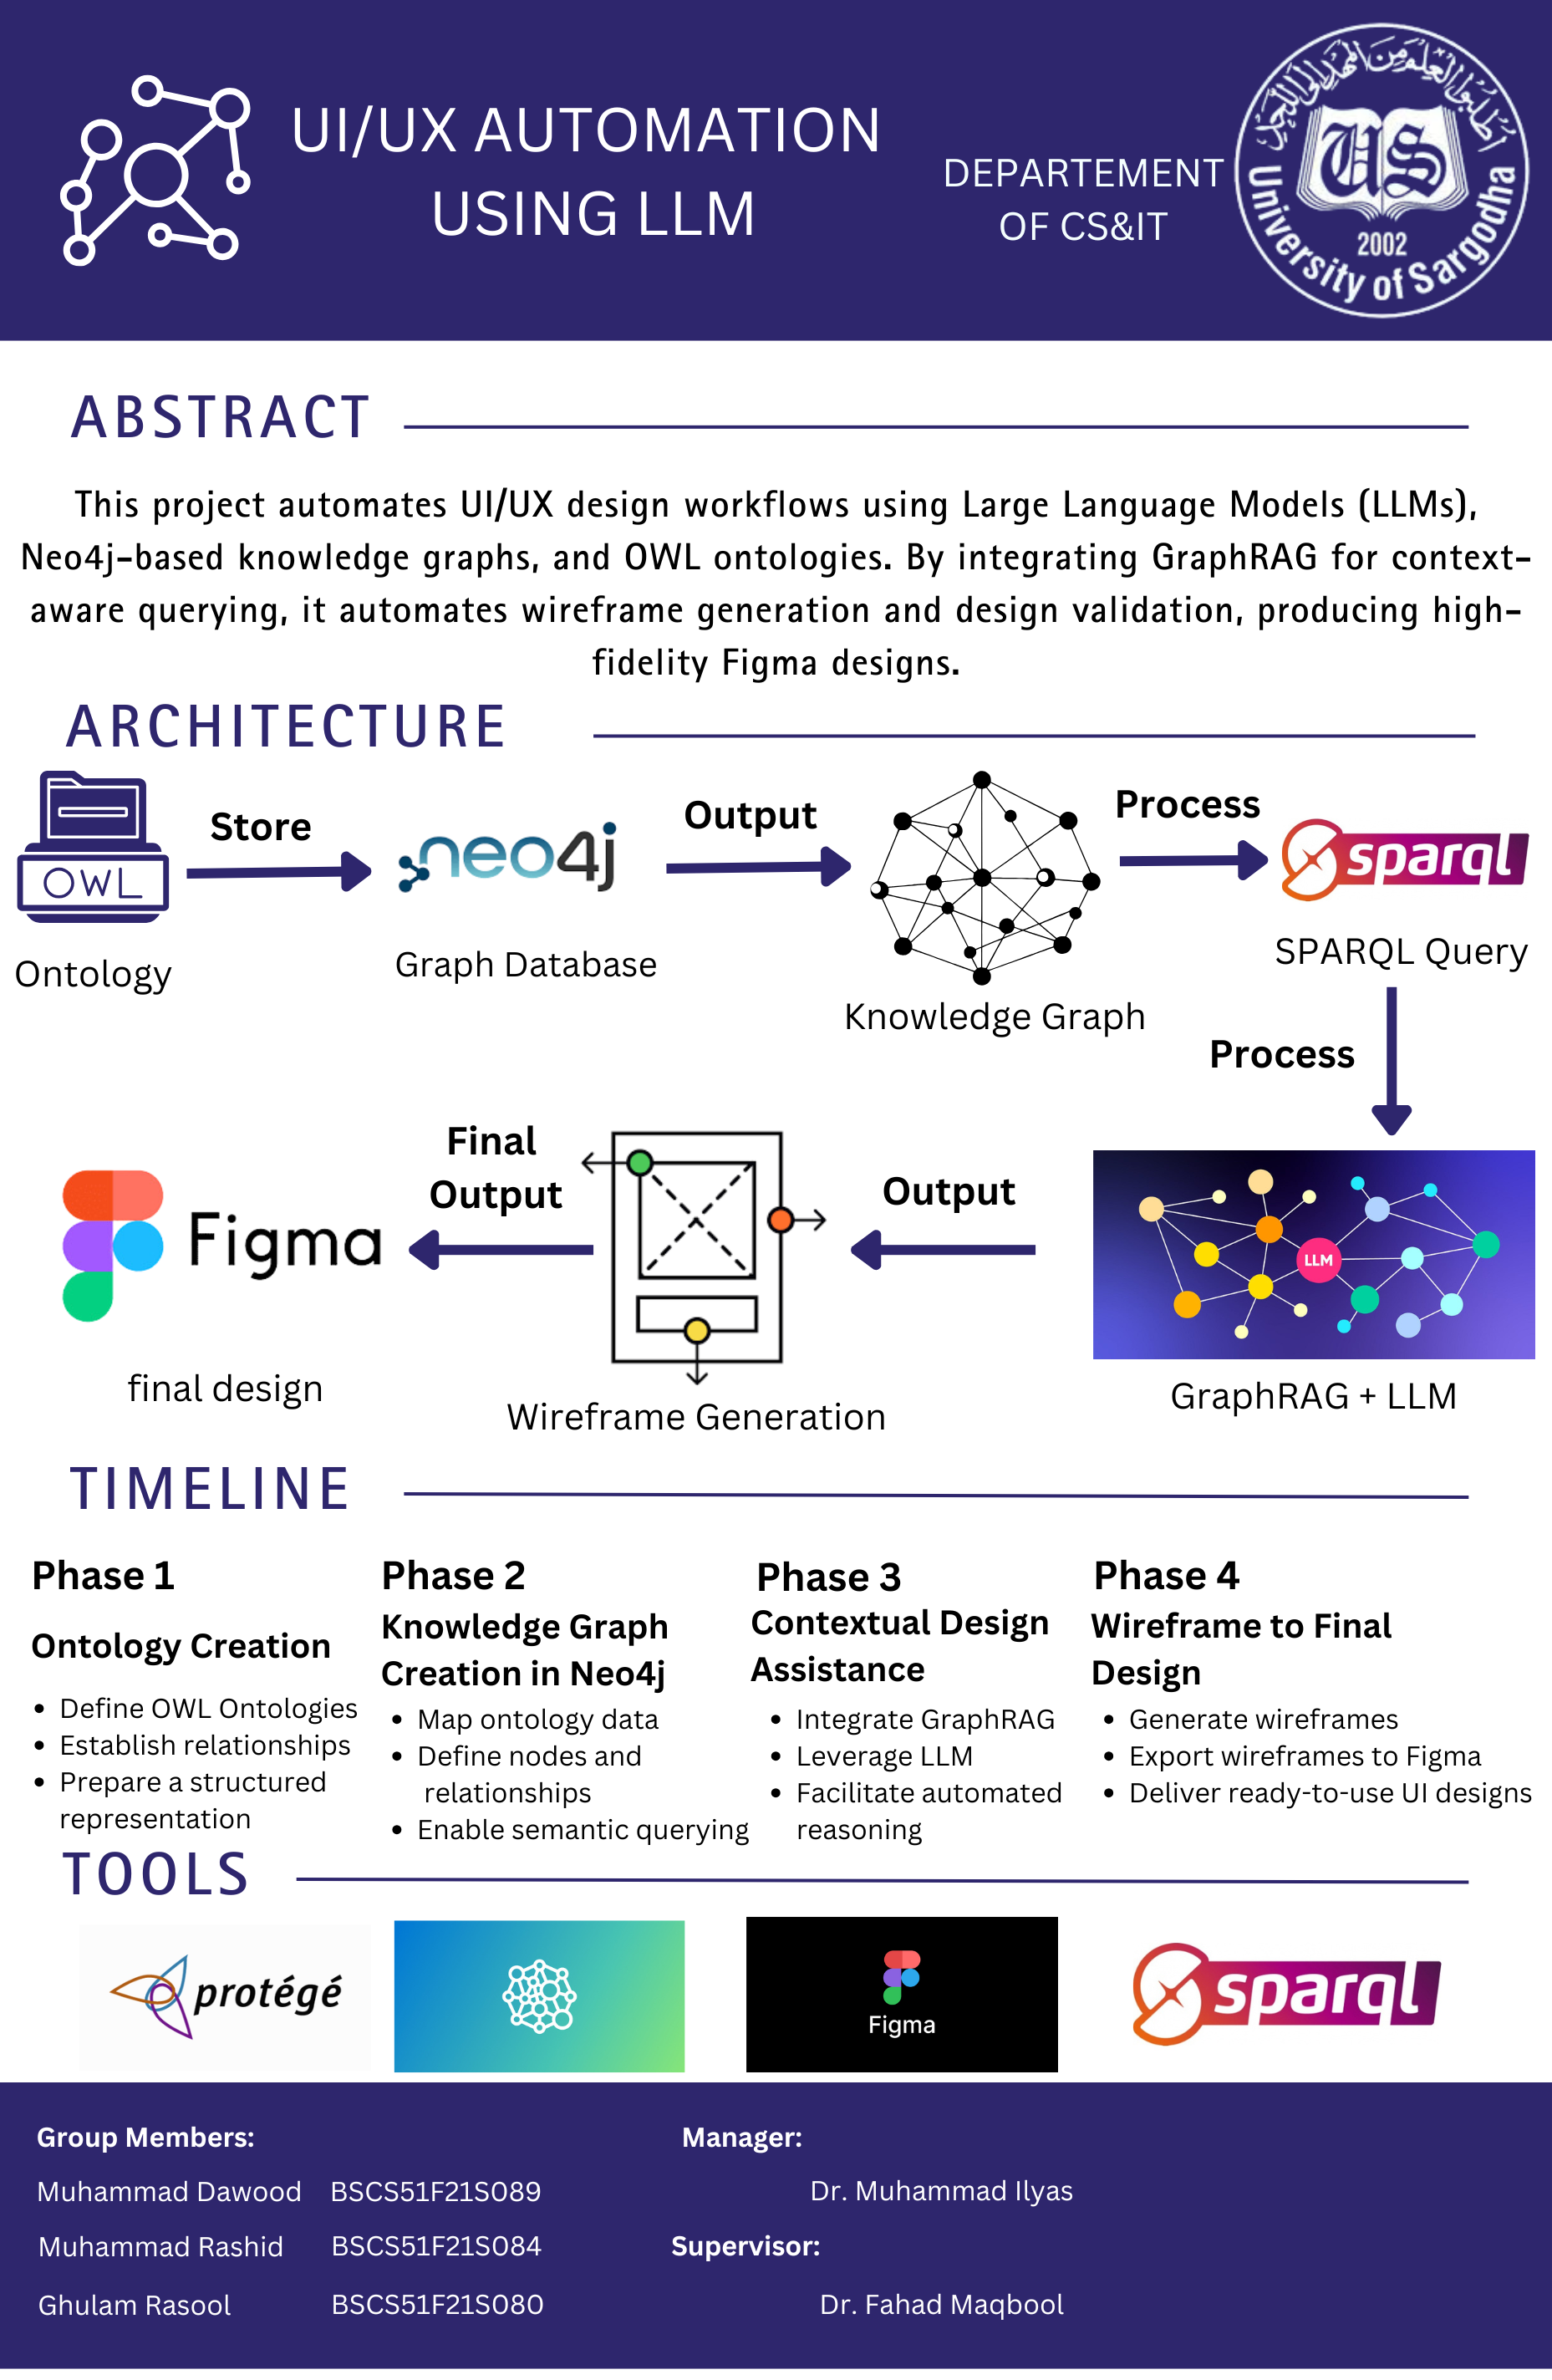 UI/UX AUTOMATION
USING LLM
DEPARTEMENT
OF CS&IT
US
2002
University of Sargodha
ABSTRACT
This project automates UI/UX design workflows using Large Language Models (LLMs),
Neo4j-based knowledge graphs, and OWL ontologies. By integrating GraphRAG for context-
aware querying, it automates wireframe generation and design validation, producing high-
fidelity Figma designs.
ARCHITECTURE
OWL
Ontology
Store
neo4j
Graph Database
Output
Knowledge Graph
Process
sparql
SPARQL Query
Process
LLM
GraphRAG + LLM
Output
Wireframe Generation
Final
Output
Figma
final design
TIMELINE
Phase 1
Ontology Creation
• Define OWL Ontologies
• Establish relationships
• Prepare a structured
representation
Phase 2
Knowledge Graph
Creation in Neo4j
• Map ontology data
• Define nodes and
relationships
• Enable semantic querying
Phase 3
Contextual Design
Assistance
• Integrate GraphRAG
• Leverage LLM
• Facilitate automated
reasoning
Phase 4
Wireframe to Final
Design
• Generate wireframes
• Export wireframes to Figma
• Deliver ready-to-use UI designs
TOOLS
protégé
Figma
sparql
Group Members:
Muhammad Dawood BSCS51F21S089
Muhammad Rashid BSCS51F21S084
Ghulam Rasool BSCS51F21S080
Manager:
Dr. Muhammad Ilyas
Supervisor:
Dr. Fahad Maqbool